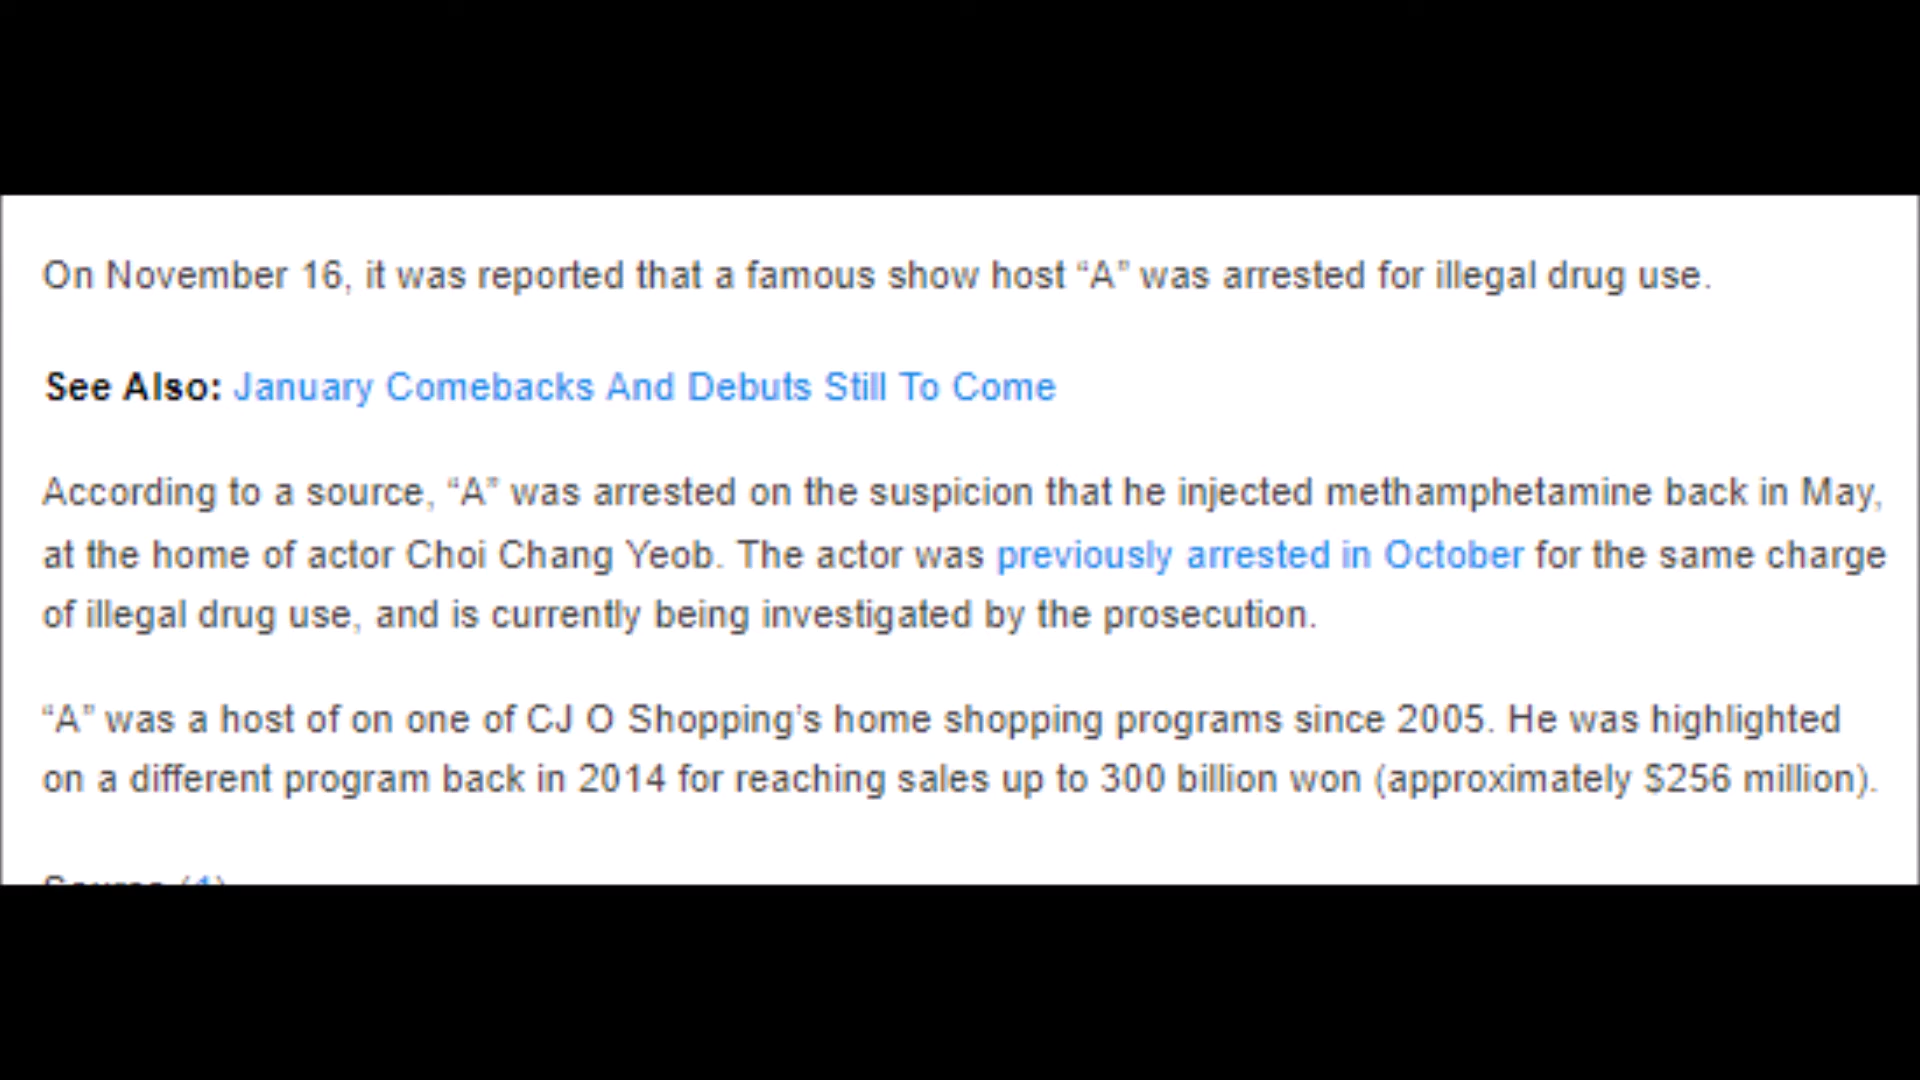 On November 16, it was reported that a famous show host “A” was arrested for illegal drug use.
See Also: January Comebacks And Debuts Still To Come
According to a source, “A” was arrested on the suspicion that he injected methamphetamine back in May,
at the home of actor Choi Chang Yeob. The actor was previously arrested in October for the same charge
of illegal drug use, and is currently being investigated by the prosecution.
“A” was a host of on one of CJ O Shopping’s home shopping programs since 2005. He was highlighted
on a different program back in 2014 for reaching sales up to 300 billion won (approximately $256 million).
Source (1)